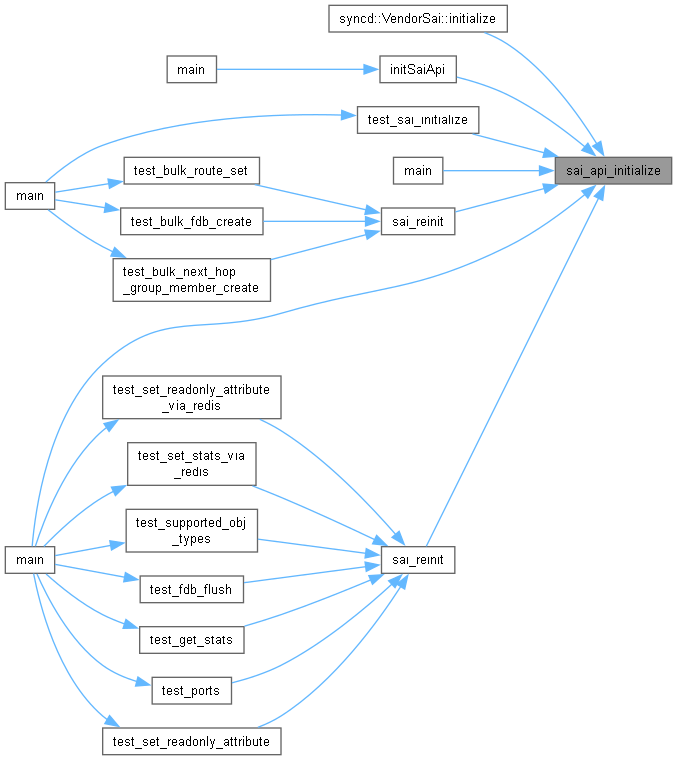 syncd::VendorSai::initialize
main
initSaiApi
test_sai_initialize
main
sai_api_initialize
test_bulk_route_set
main
test_bulk_fdb_create
sai_reinit
test_bulk_next_hop
_group_member_create
test_set_readonly_attribute
_via_redis
test_set_stats_via
_redis
test_supported_obj
_types
main
sai_reinit
test_fdb_flush
test_get_stats
test_ports
test_set_readonly_attribute